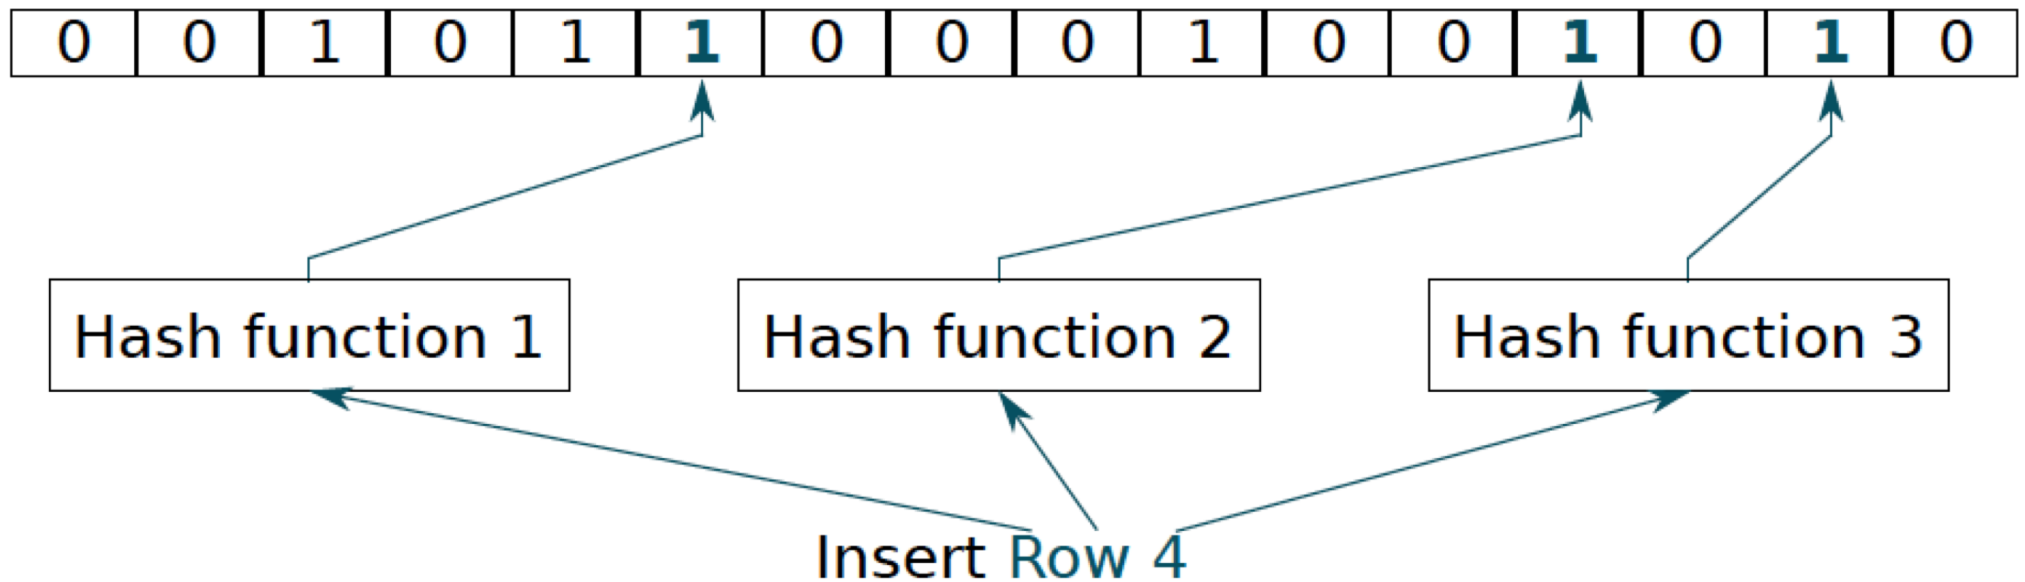 0 0 1 0 1 1 0 0 0 1 0 0 1 0 1 0
Hash function 1 Hash function 2 Hash function 3
Insert Row 4